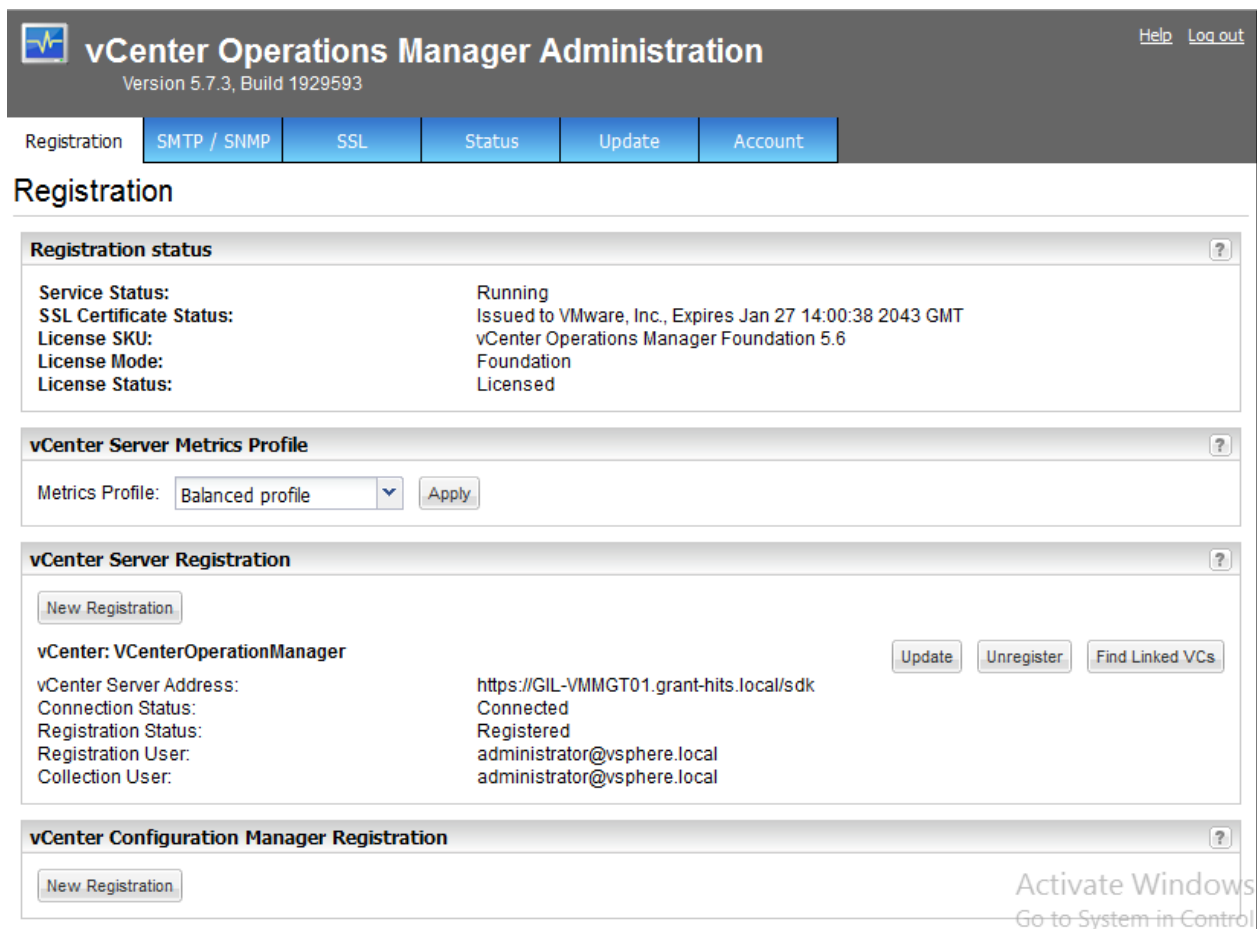 vCenter Operations Manager Administration
Help Log out
Version 5.7.3, Build 1929593
Registration SMTP / SNMP SSL Status Update Account
Registration
Registration status ?
Service Status: Running
SSL Certificate Status: Issued to VMware, Inc., Expires Jan 27 14:00:38 2043 GMT
License SKU: vCenter Operations Manager Foundation 5.6
License Mode: Foundation
License Status: Licensed
vCenter Server Metrics Profile ?
Metrics Profile: Balanced profile Apply
vCenter Server Registration ?
New Registration
vCenter: VCenterOperationManager Update Unregister Find Linked VCs
vCenter Server Address: https://GIL-VMMGT01.grant-hits.local/sdk
Connection Status: Connected
Registration Status: Registered
Registration User: administrator@vsphere.local
Collection User: administrator@vsphere.local
vCenter Configuration Manager Registration ?
New Registration
Activate Windows
Go to System in Control